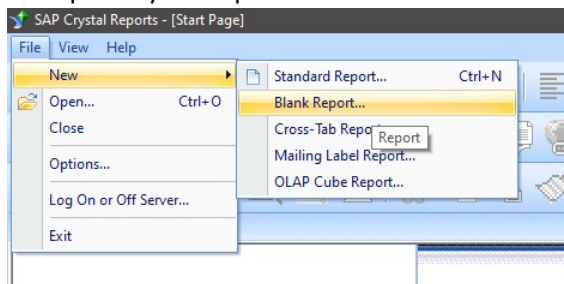 SAP Crystal Reports - [Start Page]
File View Help
New
Open... Ctrl+O
Close
Options...
Log On or Off Server...
Exit
Standard Report... Ctrl+N
Blank Report...
Cross-Tab Repo
Report
Mailing Label Report...
OLAP Cube Report...